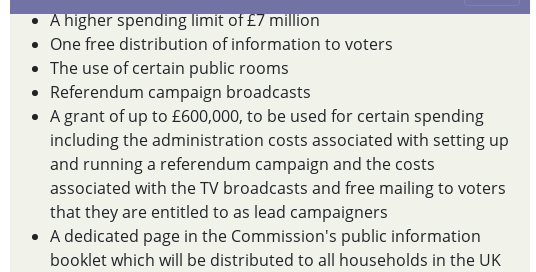 • A higher spending limit of £7 million
• One free distribution of information to voters
• The use of certain public rooms
• Referendum campaign broadcasts
• A grant of up to £600,000, to be used for certain spending
including the administration costs associated with setting up
and running a referendum campaign and the costs
associated with the TV broadcasts and free mailing to voters
that they are entitled to as lead campaigners
• A dedicated page in the Commission's public information
booklet which will be distributed to all households in the UK